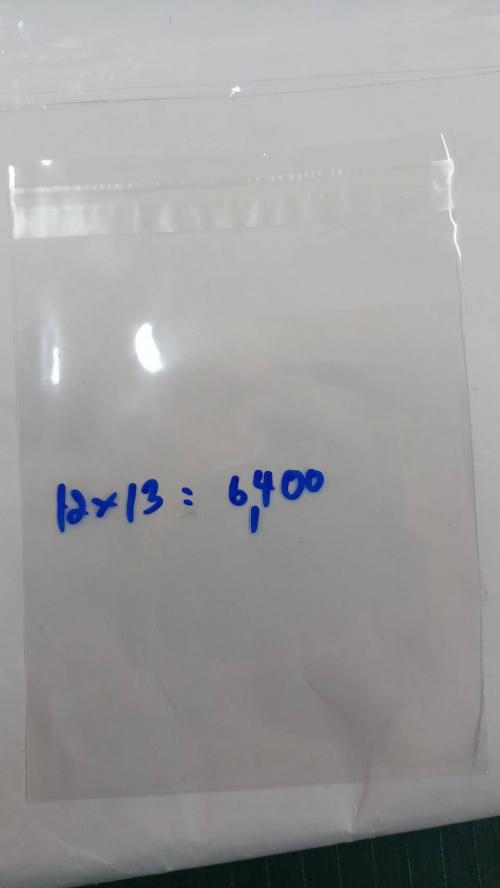 12x13 = 6,400